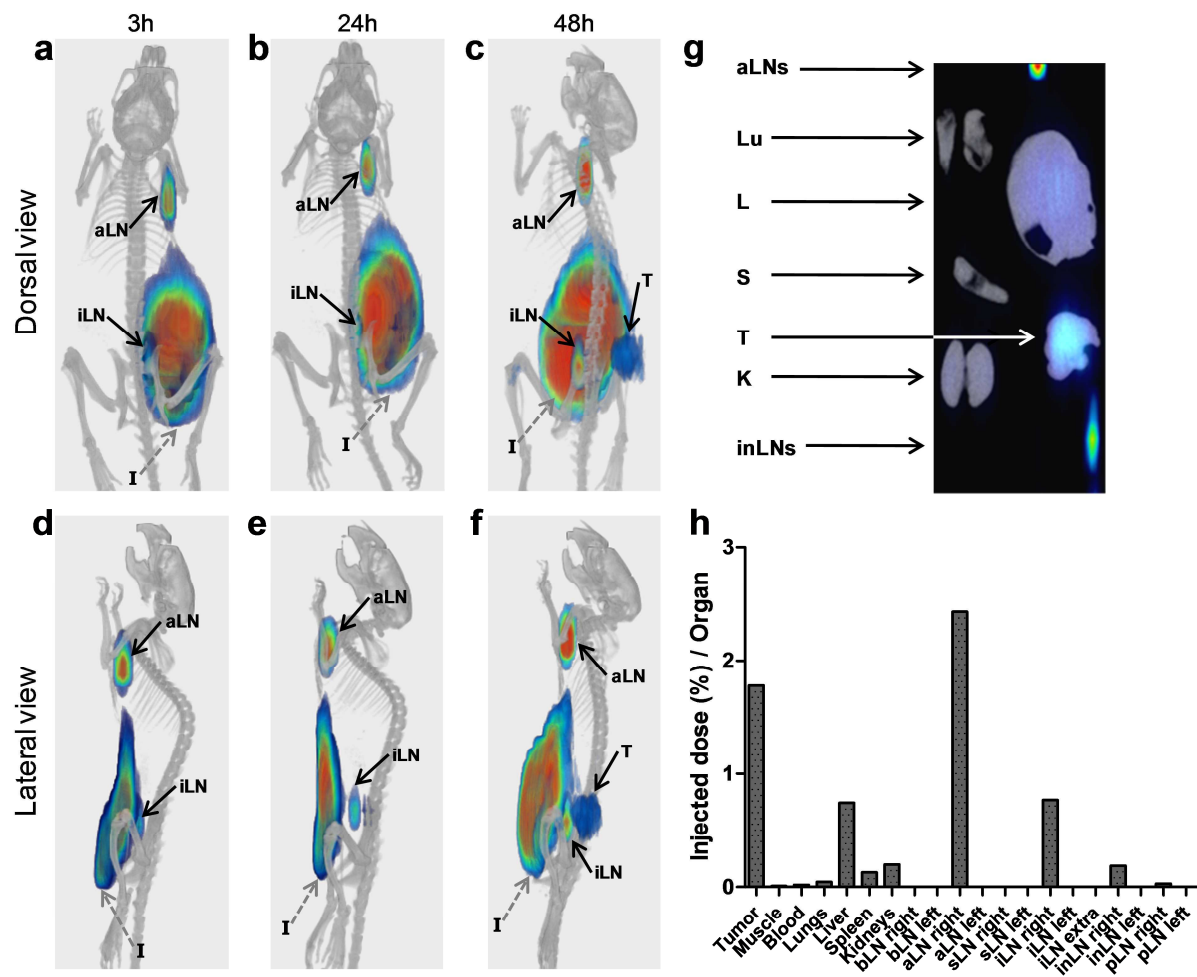 3h
24h
48h
a
b
c
g
Dorsal view
aLN
iLN
I
aLN
iLN
I
aLN
iLN
T
I
aLNs
Lu
L
S
T
K
inLNs
d
e
f
h
Lateral view
aLN
iLN
I
aLN
iLN
I
aLN
T
iLN
I
Injected dose (%) / Organ
3
2
1
0
Tumor
Muscle
Blood
Lungs
Liver
Spleen
Kidneys
bLN right
bLN left
aLN right
aLN left
sLN right
sLN left
iLN right
iLN left
iLN extra
inLN right
inLN left
pLN right
pLN left